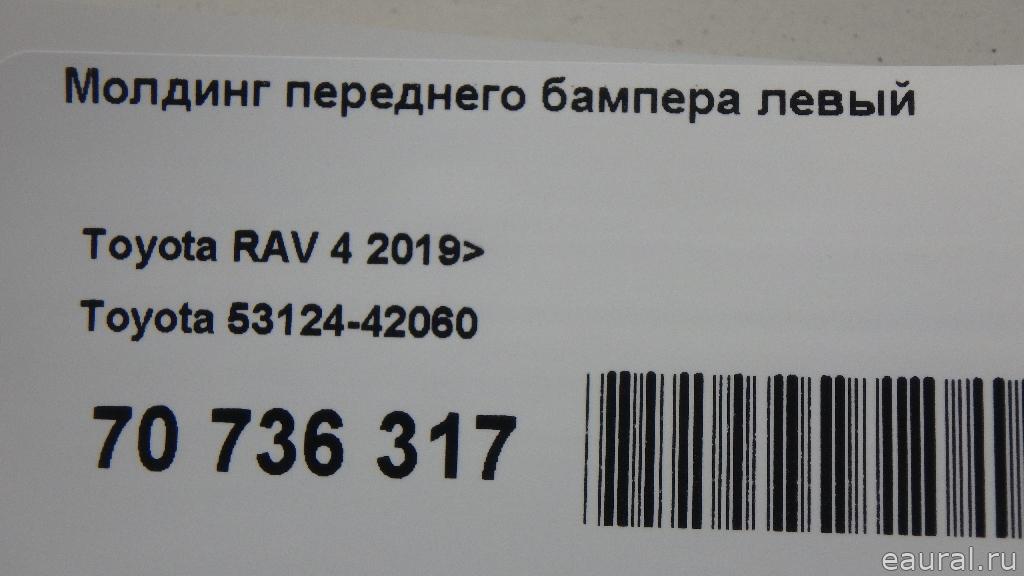 Молдинг переднего бампера левый
Toyota RAV 4 2019>
Toyota 53124-42060
70 736 317
eaural.ru